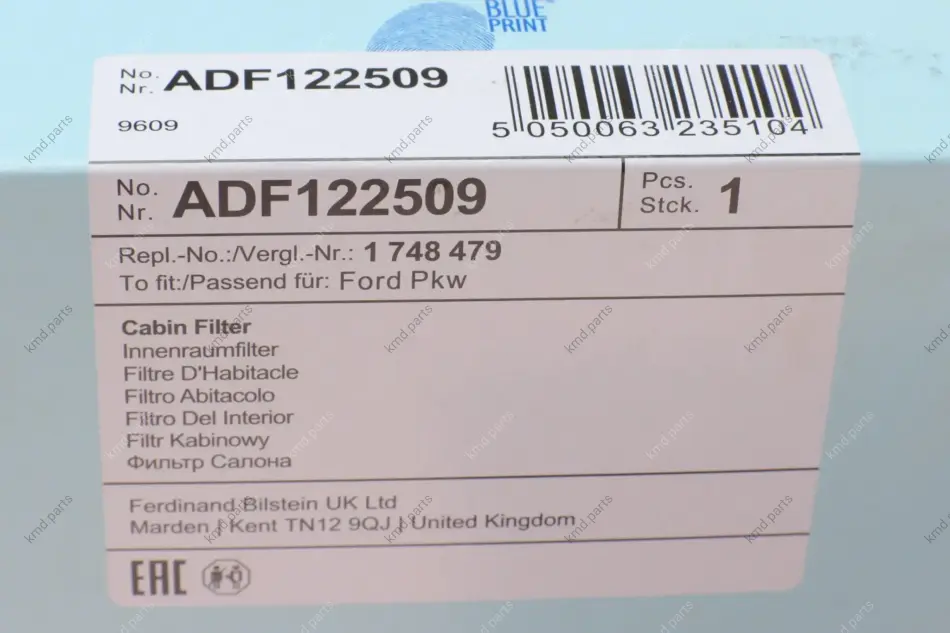 BLUE
PRINT
No.
Nr. ADF122509
9609
5 050063 235104
No.
Nr. ADF122509
Pcs.
Stck. 1
Repl.-No.:/Vergl.-Nr.: 1 748 479
To fit:/Passend für: Ford Pkw
Cabin Filter
Innenraumfilter
Filtre D'Habitacle
Filtro Abitacolo
Filtro Del Interior
Filtr Kabinowy
Фильтр Салона
Ferdinand Bilstein UK Ltd
Marden | Kent TN12 9QJ | United Kingdom
EAC
kmd.parts